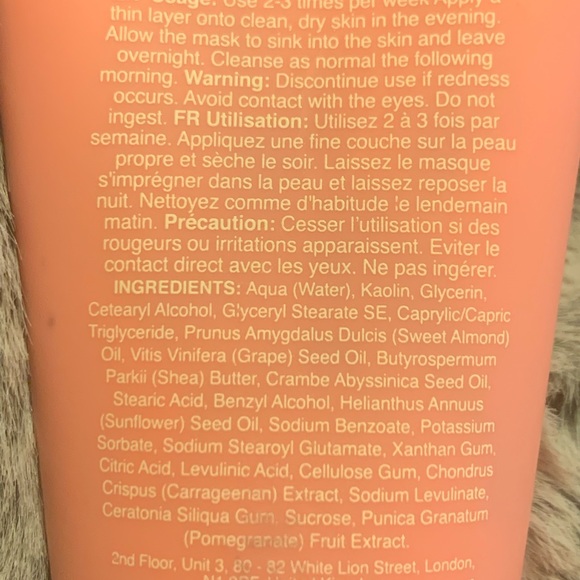 Usage: Use 2-3 times per week Apply a
thin layer onto clean, dry skin in the evening.
Allow the mask to sink into the skin and leave
overnight. Cleanse as normal the following
morning. Warning: Discontinue use if redness
occurs. Avoid contact with the eyes. Do not
ingest. FR Utilisation: Utilisez 2 à 3 fois par
semaine. Appliquez une fine couche sur la peau
propre et sèche le soir. Laissez le masque
s'imprégner dans la peau et laissez reposer la
nuit. Nettoyez comme d'habitude le lendemain
matin. Précaution: Cesser l'utilisation si des
rougeurs ou irritations apparaissent. Eviter le
contact direct avec les yeux. Ne pas ingérer.
INGREDIENTS: Aqua (Water), Kaolin, Glycerin,
Cetearyl Alcohol, Glyceryl Stearate SE, Caprylic/Capric
Triglyceride, Prunus Amygdalus Dulcis (Sweet Almond)
Oil, Vitis Vinifera (Grape) Seed Oil, Butyrospermum
Parkii (Shea) Butter, Crambe Abyssinica Seed Oil,
Stearic Acid, Benzyl Alcohol, Helianthus Annuus
(Sunflower) Seed Oil, Sodium Benzoate, Potassium
Sorbate, Sodium Stearoyl Glutamate, Xanthan Gum,
Citric Acid, Levulinic Acid, Cellulose Gum, Chondrus
Crispus (Carrageenan) Extract, Sodium Levulinate,
Ceratonia Siliqua Gum, Sucrose, Punica Granatum
(Pomegranate) Fruit Extract.
2nd Floor, Unit 3, 80 - 82 White Lion Street, London,